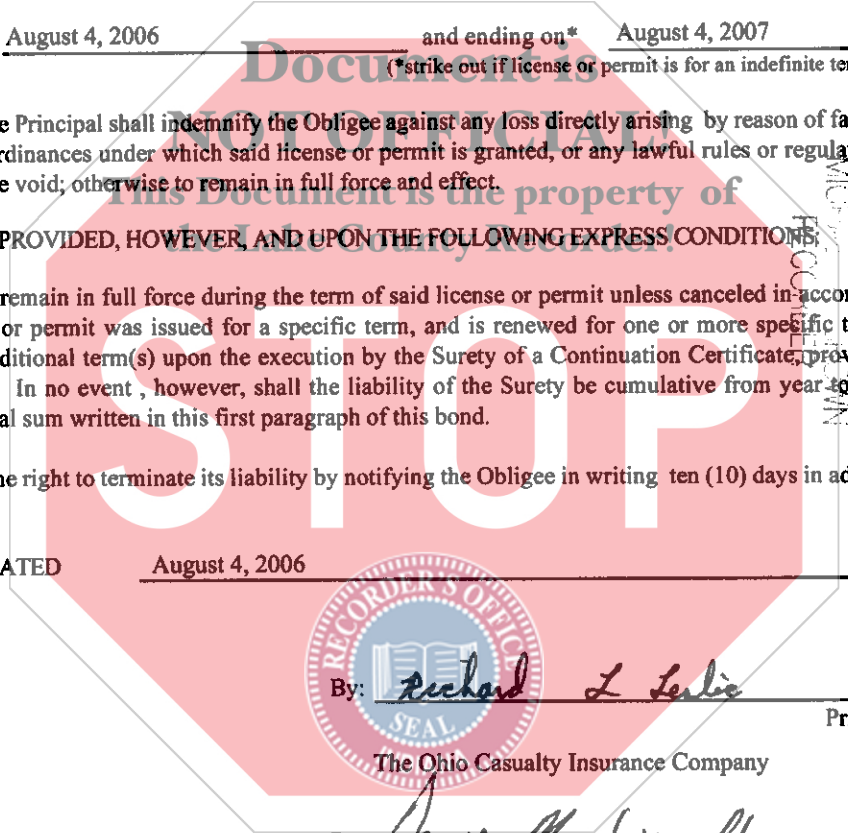 August 4, 2006 and ending on* August 4, 2007
Document is
(*strike out if license or permit is for an indefinite te
e Principal shall indemnify the Obligee against any loss directly arising by reason of fa
NOT OFFICIAL!
rdinances under which said license or permit is granted, or any lawful rules or regula
e void; otherwise to remain in full force and effect.
This Document is the property of
the Lake County Recorder!
PROVIDED, HOWEVER, AND UPON THE FOLLOWING EXPRESS CONDITIONS;
remain in full force during the term of said license or permit unless canceled in accor
or permit was issued for a specific term, and is renewed for one or more specific t
ditional term(s) upon the execution by the Surety of a Continuation Certificate, prov
In no event , however, shall the liability of the Surety be cumulative from year to
al sum written in this first paragraph of this bond.
STOP
he right to terminate its liability by notifying the Obligee in writing ten (10) days in ad
ATED August 4, 2006
RECORDER'S OFFICE
SEAL
INDIANA
By: Richard L Leslie
Pr
The Ohio Casualty Insurance Company